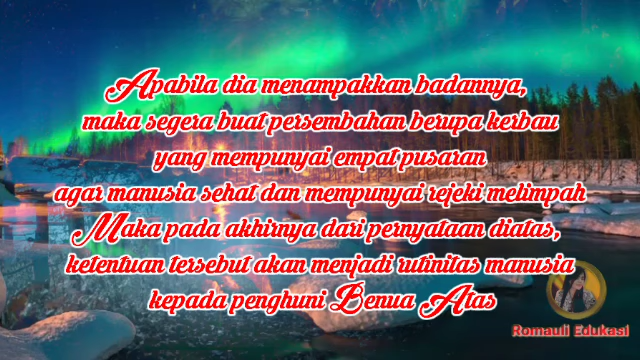 Apabila dia menampakkan badannya,
maka segera buat persembahan berupa kerbau
yang mempunyai empat pusaran
agar manusia sehat dan mempunyai rejeki melimpah
Maka pada akhirnya dari pernyataan diatas,
ketentuan tersebut akan menjadi rutinitas manusia
kepada penghuni Benua Atas
Romauli Edukasi